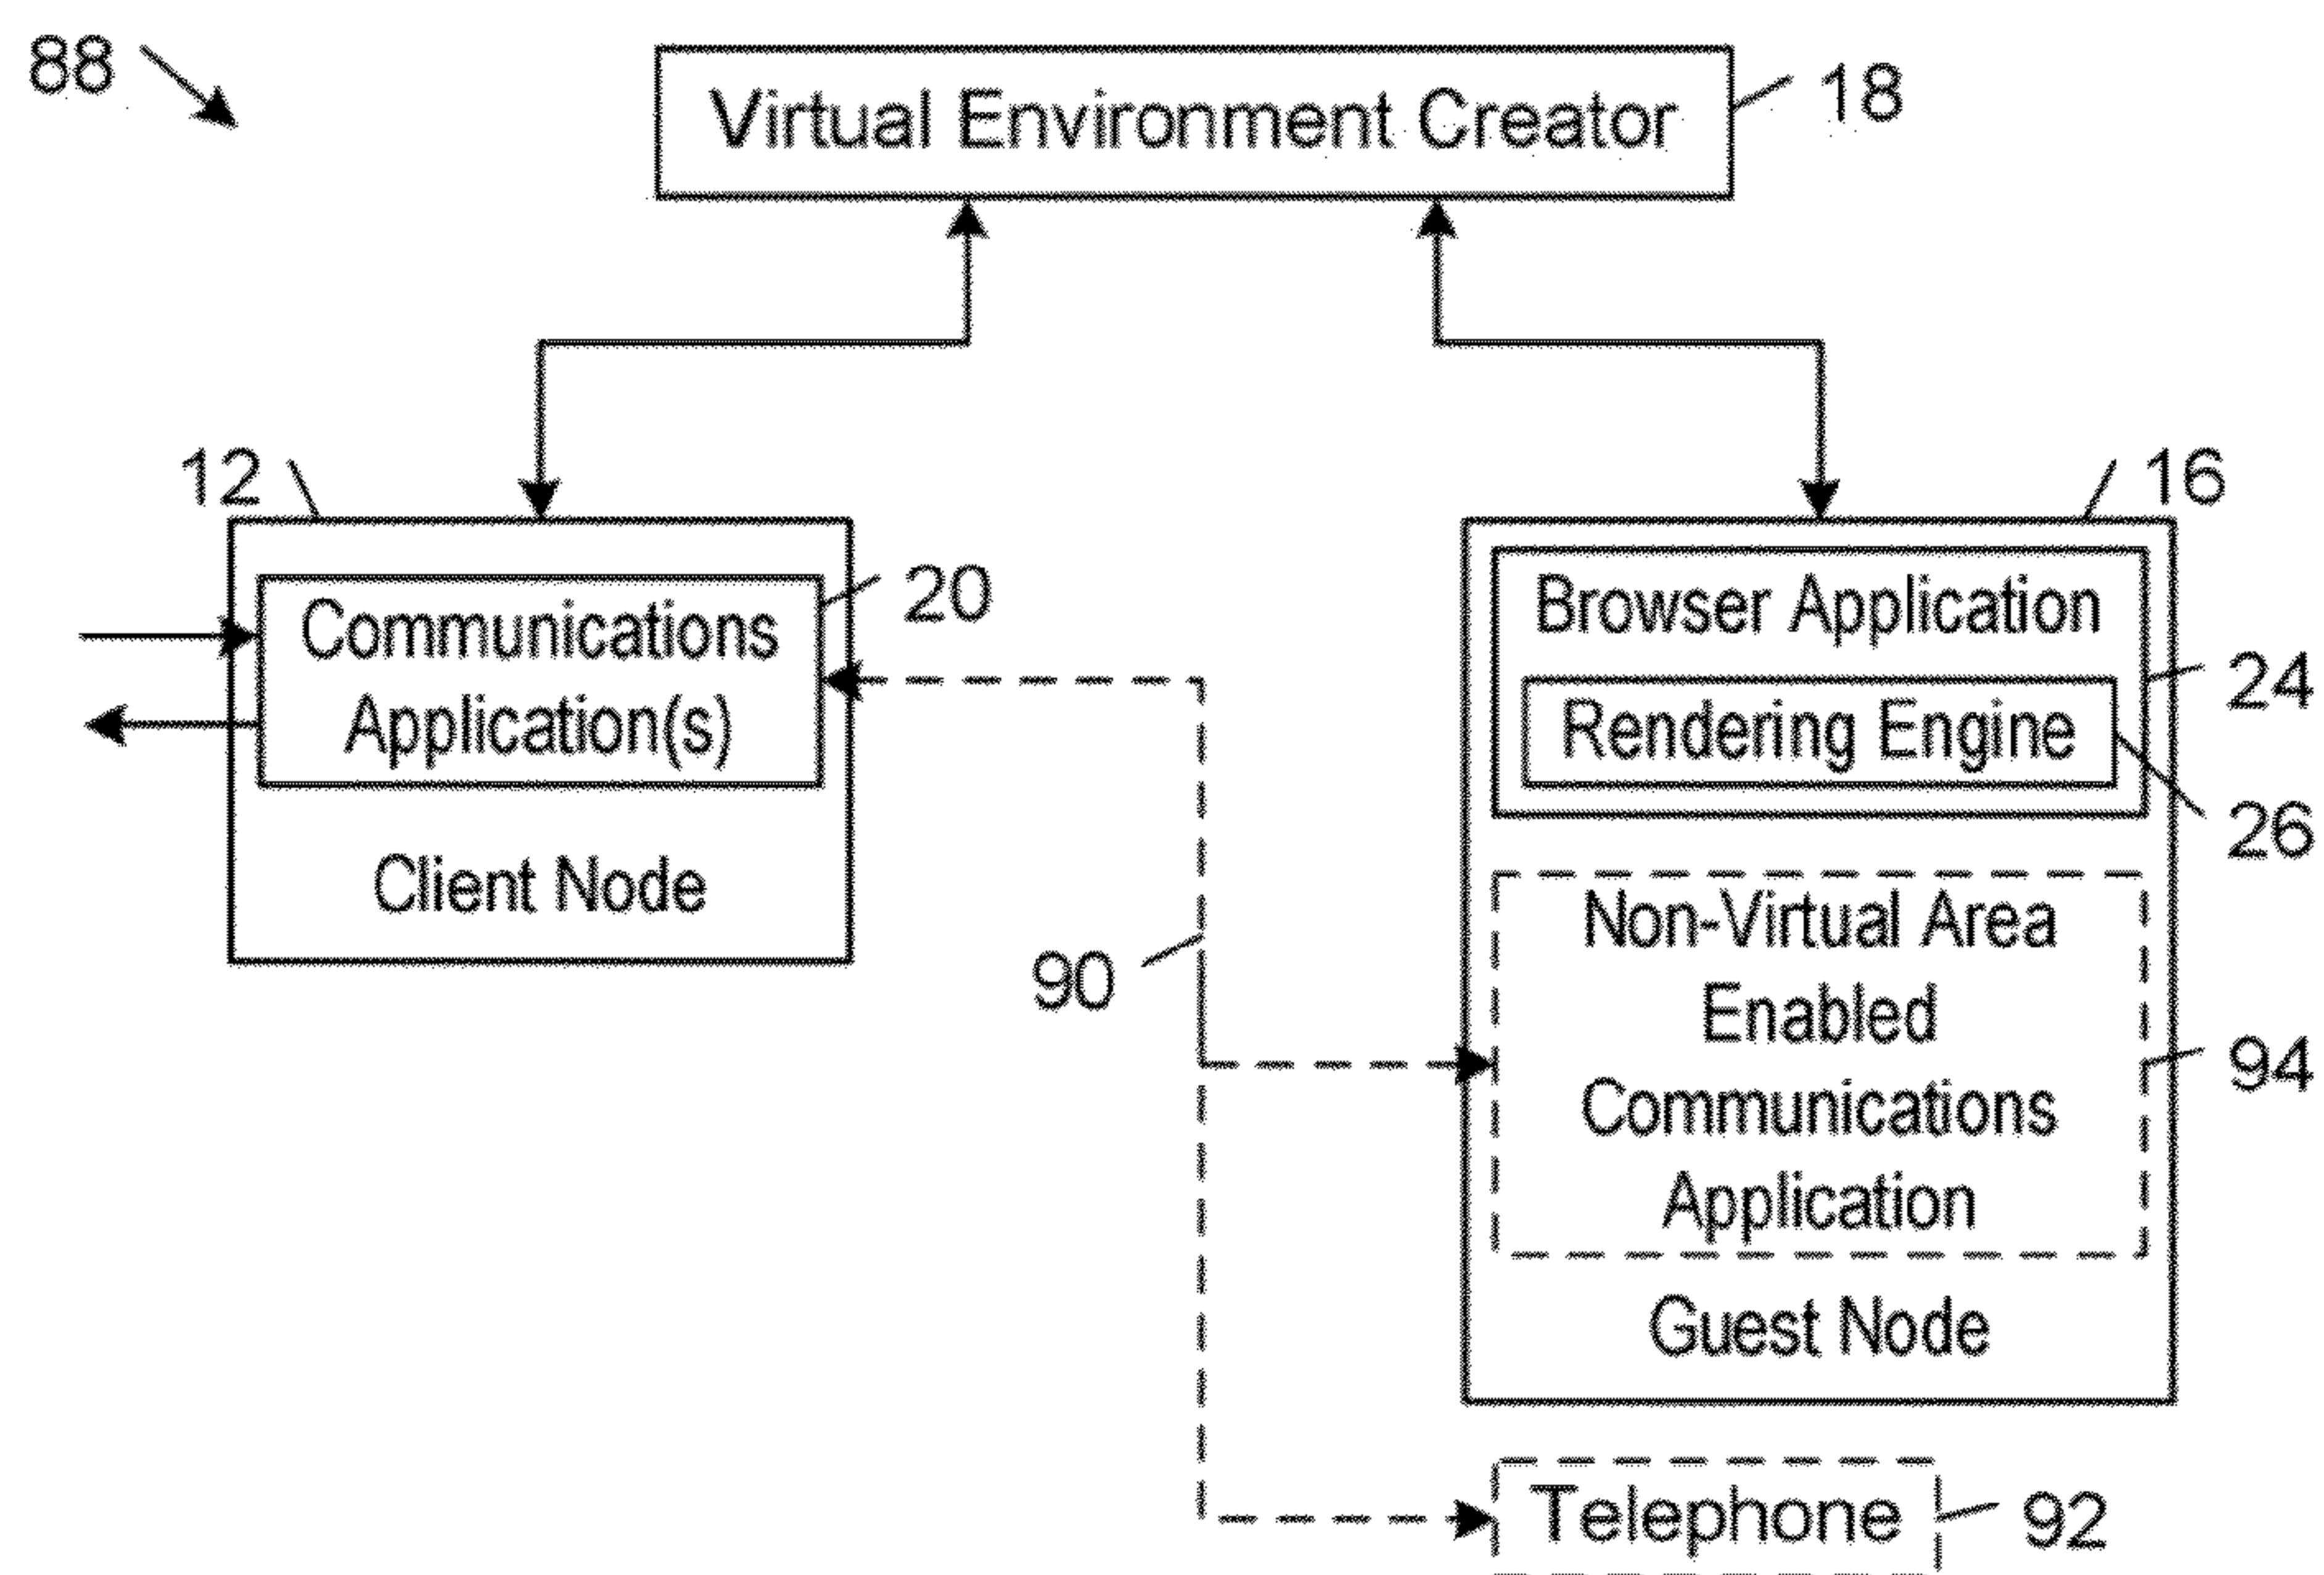 88
Virtual Environment Creator
18
12
16
Communications
Application(s)
20
Client Node
Browser Application
24
Rendering Engine
26
90
Non-Virtual Area
Enabled
Communications
Application
94
Guest Node
Telephone
92